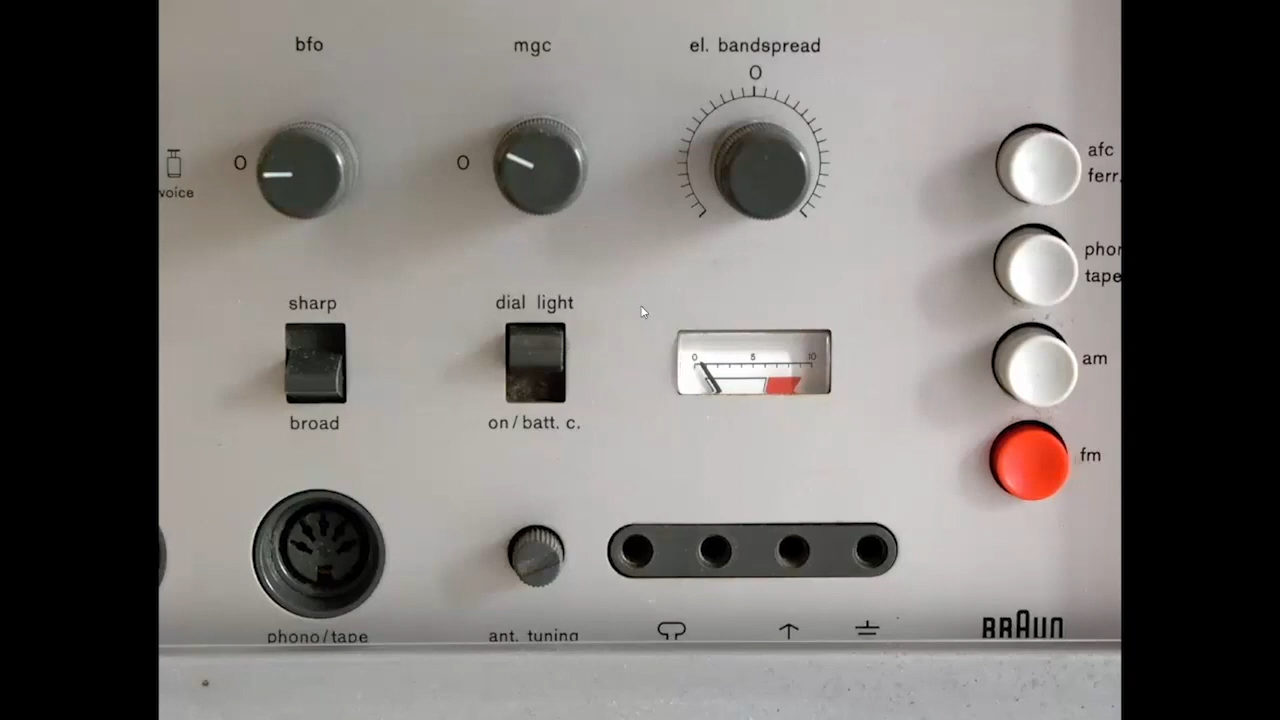 bfo
mgc
el. bandspread
0
0
0
voice
afc
ferr.
phon
tape
sharp
dial light
0 5 10
am
broad
on/batt. c.
fm
phono/tape
ant. tuning
BRAUN